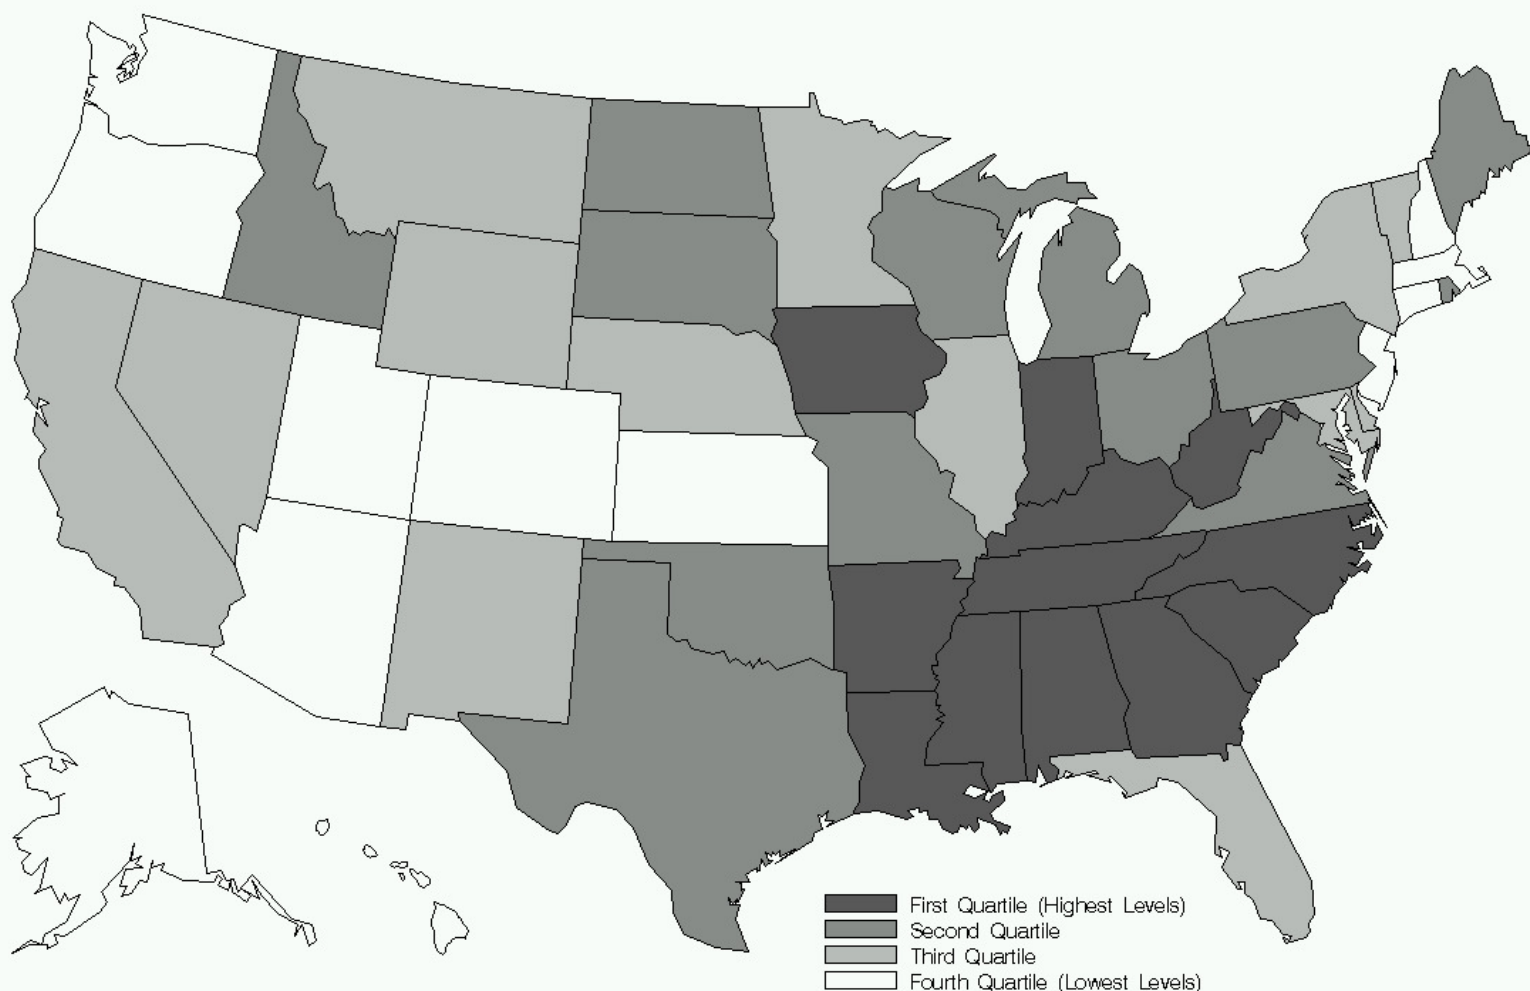 First Quartile (Highest Levels)
Second Quartile
Third Quartile
Fourth Quartile (Lowest Levels)